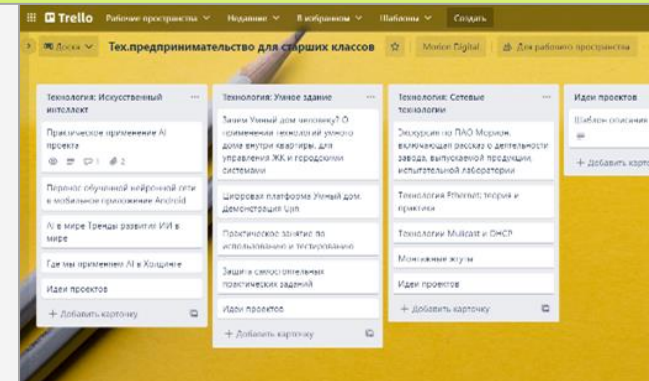 Trello Рабочие пространства Недавние В избранном Шаблоны Создать
Доска Тех.предпринимательство для старших классов Morion Digital Для рабочего пространства
Технология: Искусственный
интеллект
Практическое применение AI
проекта
1 2
Перенос обученной нейронной сети
в мобильное приложение Android
AI в мире Тренды развития ИИ в
мире
Где мы применяем AI в Холдинге
Идеи проектов
+ Добавить карточку
Технология: Умное здание
Зачем Умный дом человеку? О
применении технологий умного
дома внутри квартиры, для
управления ЖК и городскими
системами
Цифровая платформа Умный дом.
Демонстрация Ujin
Практическое занятие по
использованию и тестированию
Защита самостоятельных
практических заданий
Идеи проектов
+ Добавить карточку
Технология: Сетевые
технологии
Экскурсия по ПАО Морион,
включающая рассказ о деятельности
завода, выпускаемой продукции,
испытательной лаборатории
Технология Ethernet: теория и
практика
Технологии Multicast и DHCP
Монтажные жгуты
Идеи проектов
+ Добавить карточку
Идеи проектов
Шаблон описания
+ Добавить карто